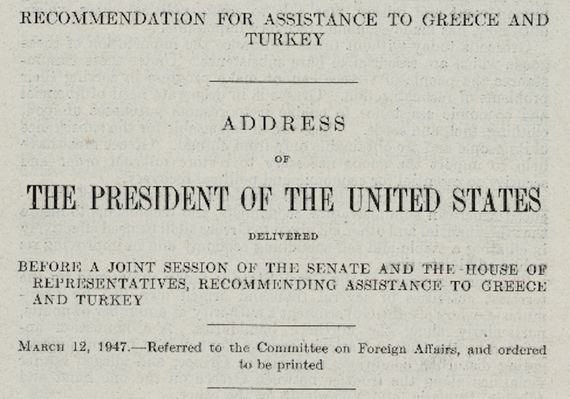 RECOMMENDATION FOR ASSISTANCE TO GREECE AND
TURKEY
ADDRESS
OF
THE PRESIDENT OF THE UNITED STATES
DELIVERED
BEFORE A JOINT SESSION OF THE SENATE AND THE HOUSE OF
REPRESENTATIVES, RECOMMENDING ASSISTANCE TO GREECE
AND TURKEY
MARCH 12, 1947.—Referred to the Committee on Foreign Affairs, and ordered
to be printed